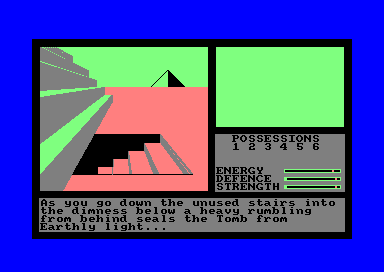 POSSESSIONS
1 2 3 4 5 6
ENERGY
DEFENCE
STRENGTH
As you go down the unused stairs into
the dimness below a heavy rumbling
from behind seals the Tomb from
Earthly light...